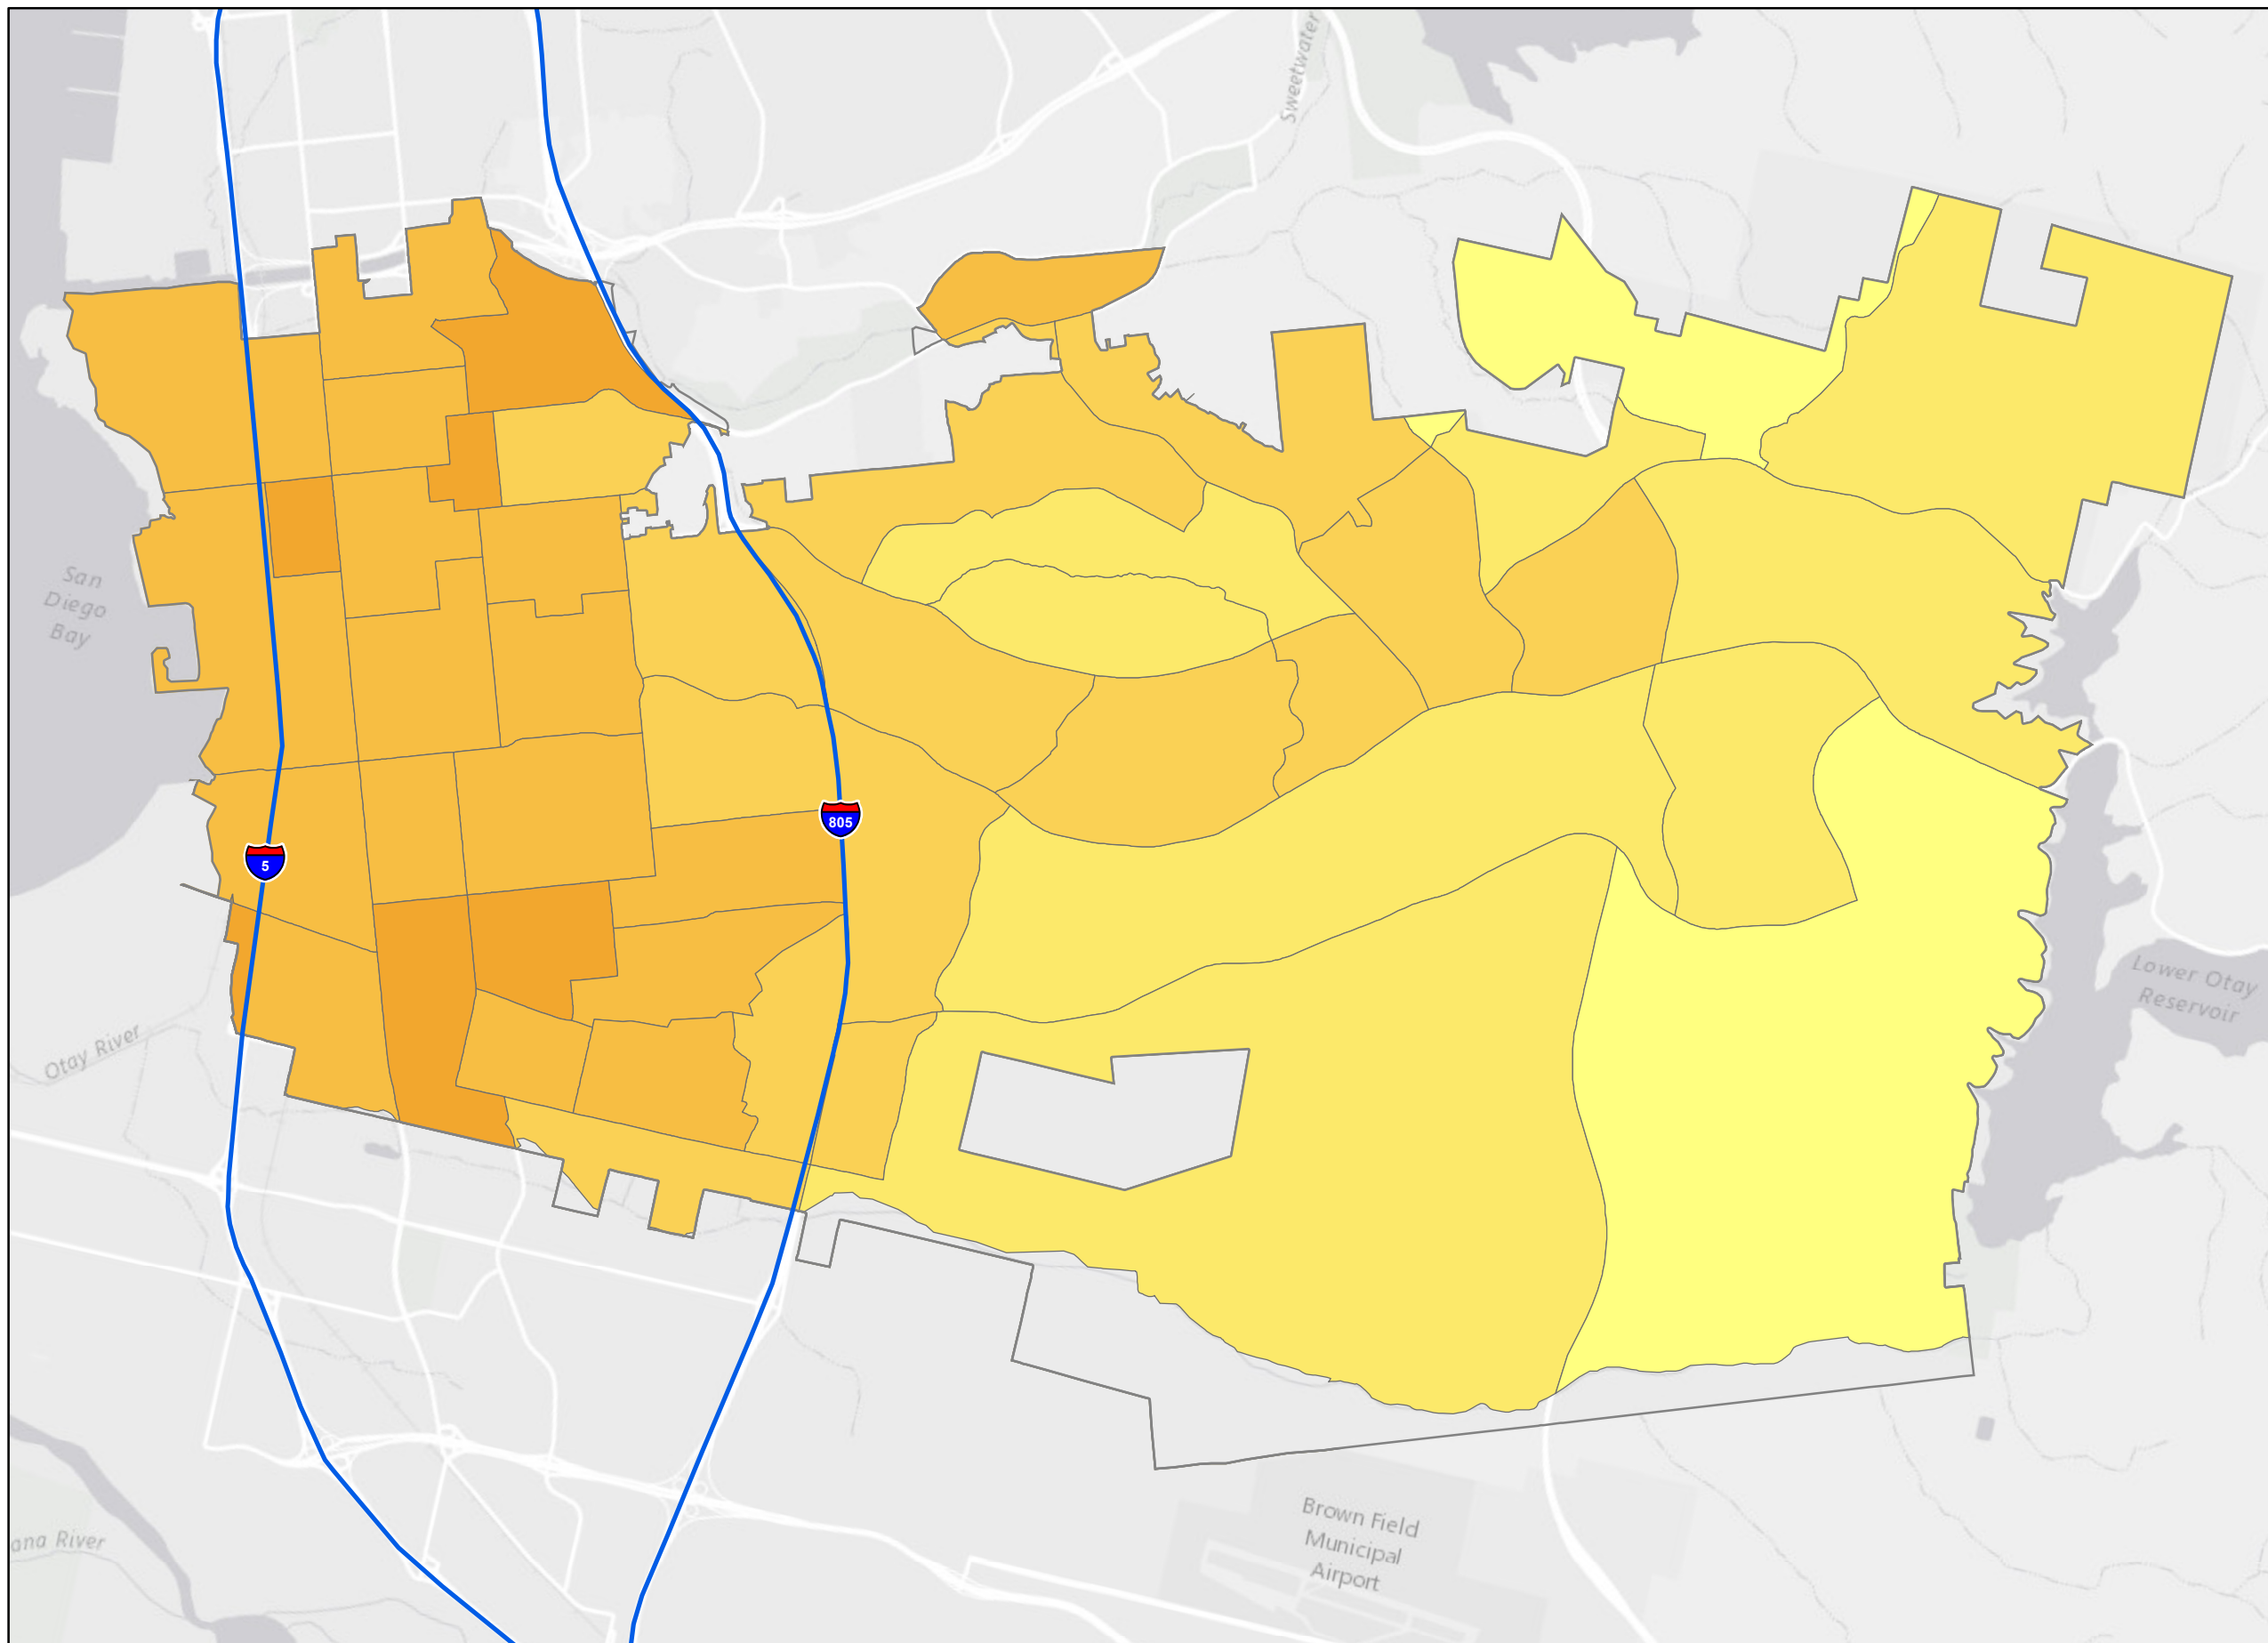 Sweetwater
San
Diego
Bay
805
5
Lower Otay
Reservoir
Otay River
Brown Field
Municipal
Airport
ana River